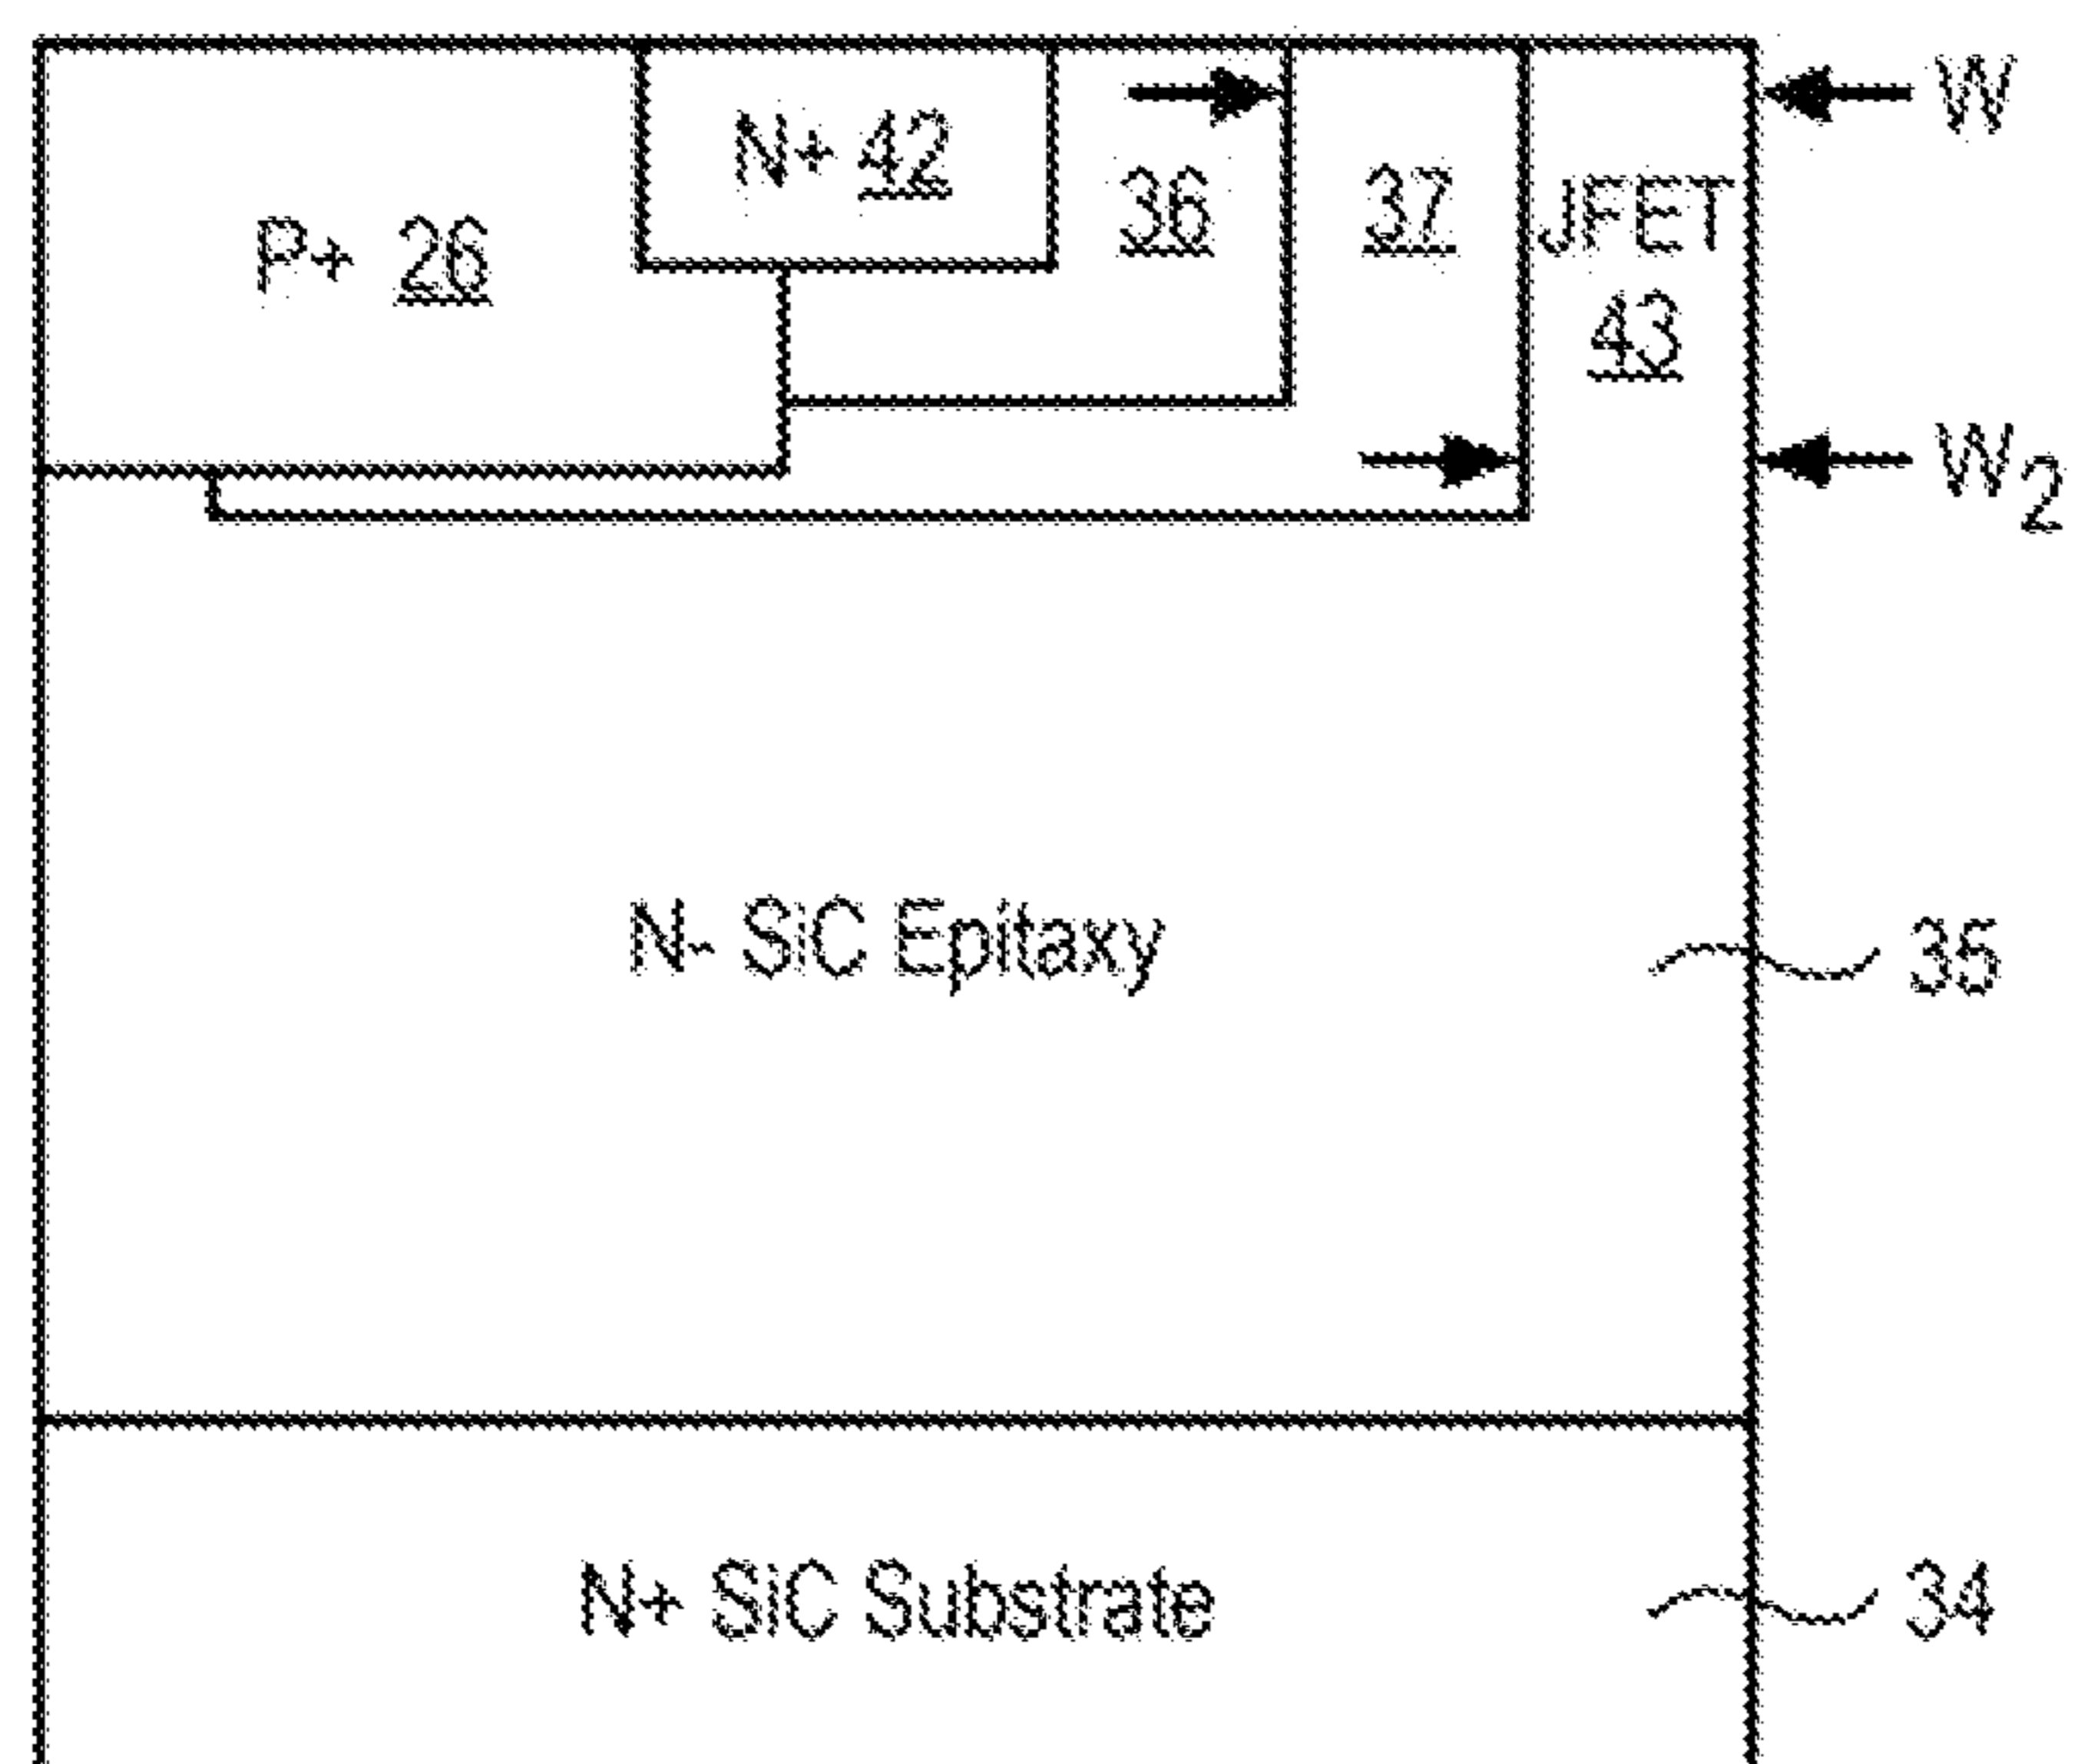 W
N+ 42
36
37
JFET
43
P+ 26
W2
N- SiC Epitaxy
35
N+ SiC Substrate
34